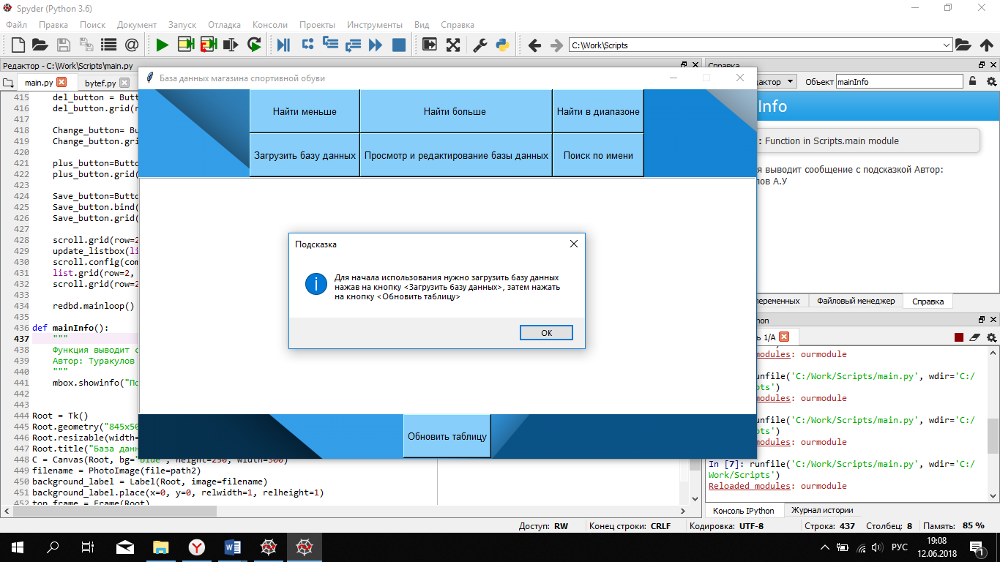 Spyder (Python 3.6)
Файл Правка Поиск Документ Запуск Отладка Консоли Проекты Инструменты Вид Справка
C:\Work\Scripts
Редактор - C:\Work\Scripts\main.py
main.py
bytef.py
415 del_button = Butt
416 del_button.grid(r
417
418 Change_button= Bu
419 Change_button.gri
420
421 plus_button=Butto
422 plus_button.grid(
423
424 Save_button=Butto
425 Save_button.bind(
426 Save_button.grid(
427
428 scroll.grid(row=2
429 update_listbox(li
430 scroll.config(com
431 list.grid(row=2,
432 scroll.grid(row=2
433
434 redbd.mainloop()
435
436 def mainInfo():
437 """
438 Функция выводит с
439 Автор: Туракулов
440 """
441 mbox.showinfo("По
442
443
444 Root = Tk()
445 Root.geometry("845x50
446 Root.resizable(width=
447 Root.title("База данн
448 C = Canvas(Root, bg="blue", height=250, width=300)
449 filename = PhotoImage(file=path2)
450 background_label = Label(Root, image=filename)
451 background_label.place(x=0, y=0, relwidth=1, relheight=1)
452 top_frame = Frame(Root)
База данных магазина спортивной обуви
Найти меньше
Найти больше
Найти в диапазоне
Загрузить базу данных
Просмотр и редактирование базы данных
Поиск по имени
Подсказка
Для начала использования нужно загрузить базу данных
нажав на кнопку <Загрузить базу данных>, затем нажать
на кнопку <Обновить таблицу>
ОК
Обновить таблицу
Справка
актор Объект mainInfo
Info
: Function in Scripts.main module
я выводит сообщение с подсказкой Автор:
лов А.У
переменных Файловый менеджер Справка
hon
ь 1/A
modules: ourmodule
runfile('C:/Work/Scripts/main.py', wdir='C:/
pts')
modules: ourmodule
runfile('C:/Work/Scripts/main.py', wdir='C:/
pts')
modules: ourmodule
In [7]: runfile('C:/Work/Scripts/main.py', wdir='C:/
Work/Scripts')
Reloaded modules: ourmodule
Консоль IPython Журнал истории
Доступ: RW Конец строки: CRLF Кодировка: UTF-8 Строка: 437 Столбец: 8 Память: 85 %
РУС
19:08
12.06.2018
1